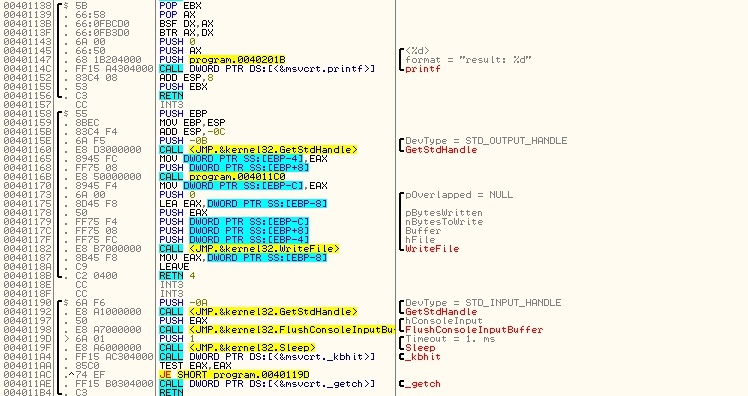 00401138 $ 5B POP EBX
00401139 . 66:58 POP AX
0040113B . 66:0FBCD0 BSF DX,AX
0040113F . 66:0FB3D0 BTR AX,DX
00401143 . 6A 00 PUSH 0
00401145 . 66:50 PUSH AX <%d>
00401147 . 68 1B204000 PUSH program.0040201B format = "result: %d"
0040114C . FF15 A4304000 CALL DWORD PTR DS:[<&msvcrt.printf>] printf
00401152 . 83C4 08 ADD ESP,8
00401155 . 53 PUSH EBX
00401156 . C3 RETN
00401157 CC INT3
00401158 $ 55 PUSH EBP
00401159 . 8BEC MOV EBP,ESP
0040115B . 83C4 F4 ADD ESP,-0C
0040115E . 6A F5 PUSH -0B DevType = STD_OUTPUT_HANDLE
00401160 . E8 D3000000 CALL <JMP.&kernel32.GetStdHandle> GetStdHandle
00401165 . 8945 FC MOV DWORD PTR SS:[EBP-4],EAX
00401168 . FF75 08 PUSH DWORD PTR SS:[EBP+8]
0040116B . E8 50000000 CALL program.004011C0
00401170 . 8945 F4 MOV DWORD PTR SS:[EBP-C],EAX
00401173 . 6A 00 PUSH 0 pOverlapped = NULL
00401175 . 8D45 F8 LEA EAX,DWORD PTR SS:[EBP-8]
00401178 . 50 PUSH EAX pBytesWritten
00401179 . FF75 F4 PUSH DWORD PTR SS:[EBP-C] nBytesToWrite
0040117C . FF75 08 PUSH DWORD PTR SS:[EBP+8] Buffer
0040117F . FF75 FC PUSH DWORD PTR SS:[EBP-4] hFile
00401182 . E8 B7000000 CALL <JMP.&kernel32.WriteFile> WriteFile
00401187 . 8B45 F8 MOV EAX,DWORD PTR SS:[EBP-8]
0040118A . C9 LEAVE
0040118B . C2 0400 RETN 4
0040118E CC INT3
0040118F CC INT3
00401190 $ 6A F6 PUSH -0A DevType = STD_INPUT_HANDLE
00401192 . E8 A1000000 CALL <JMP.&kernel32.GetStdHandle> GetStdHandle
00401197 . 50 PUSH EAX hConsoleInput
00401198 . E8 A7000000 CALL <JMP.&kernel32.FlushConsoleInputBu FlushConsoleInputBuffer
0040119D > 6A 01 PUSH 1 Timeout = 1. ms
0040119F . E8 A6000000 CALL <JMP.&kernel32.Sleep> Sleep
004011A4 . FF15 AC304000 CALL DWORD PTR DS:[<&msvcrt._kbhit>] _kbhit
004011AA . 85C0 TEST EAX,EAX
004011AC .^74 EF JE SHORT program.0040119D
004011AE . FF15 B0304000 CALL DWORD PTR DS:[<&msvcrt._getch>] _getch
004011B4 . C3 RETN